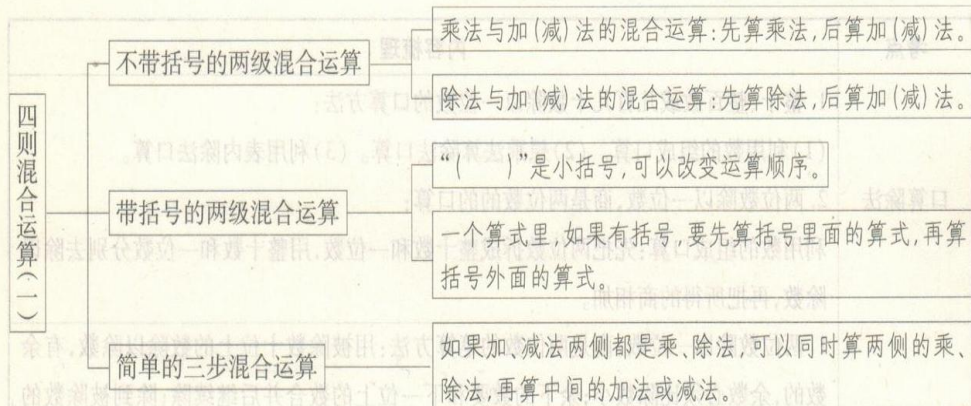 四则混合运算(一)
不带括号的两级混合运算
乘法与加(减)法的混合运算:先算乘法,后算加(减)法。
除法与加(减)法的混合运算:先算除法,后算加(减)法。
带括号的两级混合运算
“( )”是小括号,可以改变运算顺序。
一个算式里,如果有括号,要先算括号里面的算式,再算
括号外面的算式。
简单的三步混合运算
如果加、减法两侧都是乘、除法,可以同时算两侧的乘、
除法,再算中间的加法或减法。